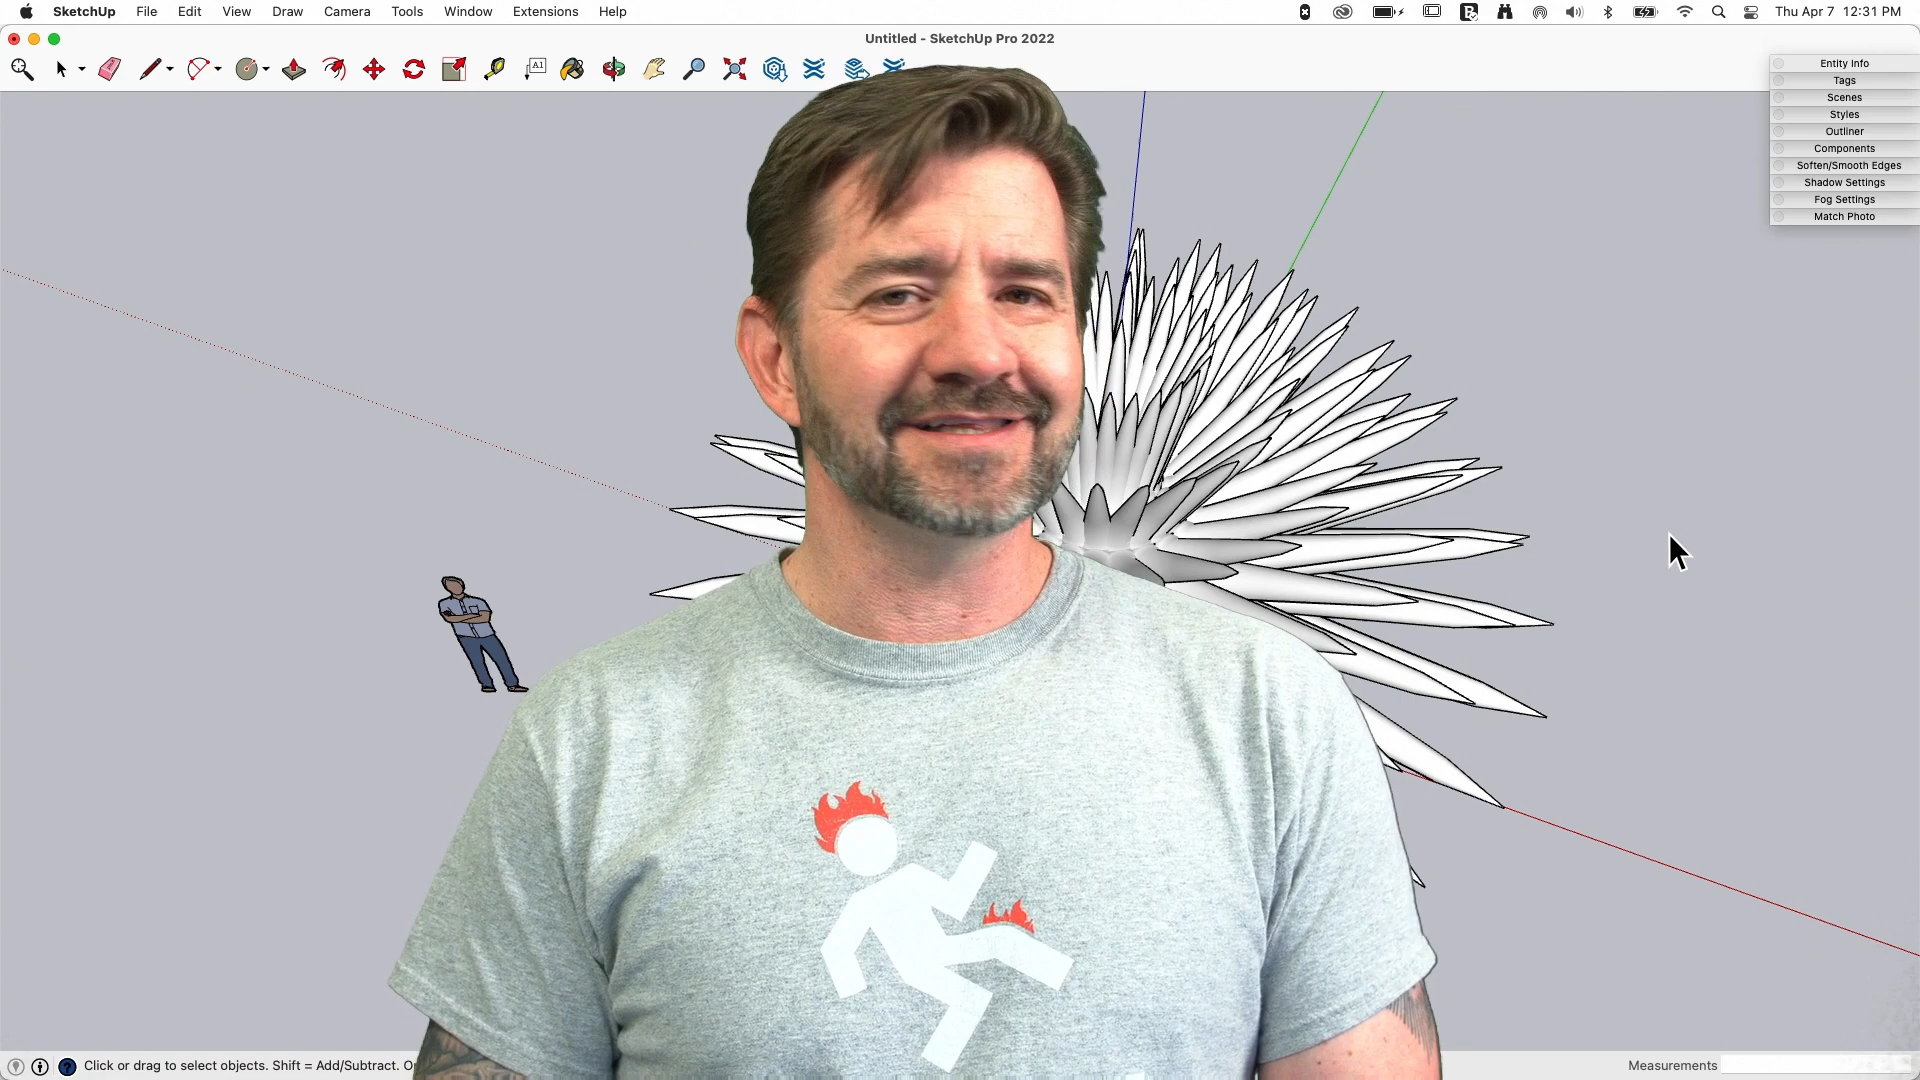 SketchUp File Edit View Draw Camera Tools Window Extensions Help
Thu Apr 7 12:31 PM
Untitled - SketchUp Pro 2022
A1
Entity Info
Tags
Scenes
Styles
Outliner
Components
Soften/Smooth Edges
Shadow Settings
Fog Settings
Match Photo
Click or drag to select objects. Shift = Add/Subtract.
Measurements